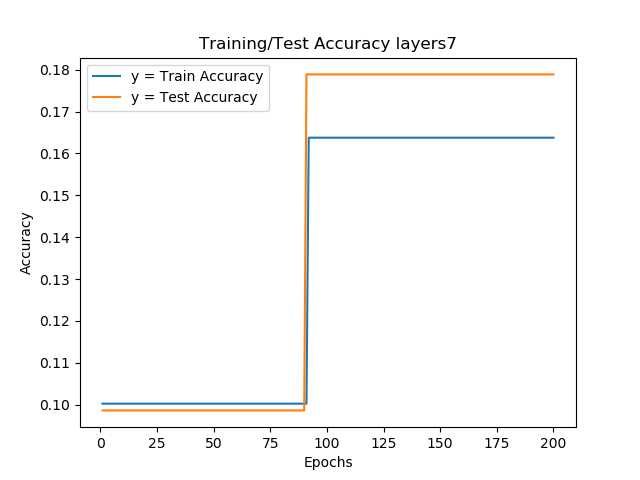 Training/Test Accuracy layers7
y = Train Accuracy
y = Test Accuracy
0.18
0.17
0.16
0.15
0.14
0.13
0.12
0.11
0.10
Accuracy
0 25 50 75 100 125 150 175 200
Epochs